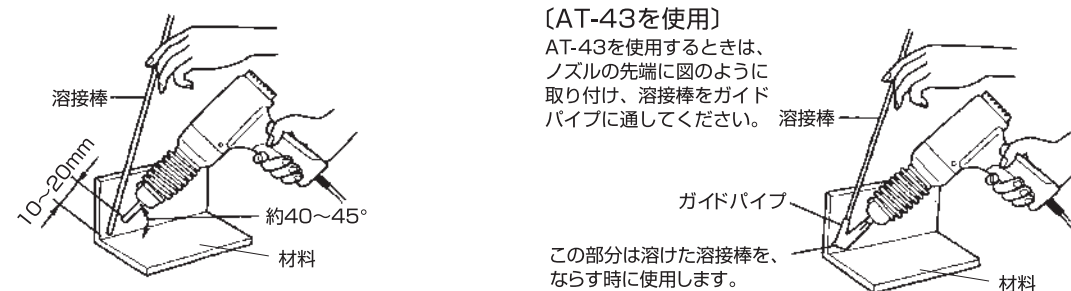 溶接棒
10～20mm
約40～45°
材料
〔AT-43を使用〕
AT-43を使用するときは、
ノズルの先端に図のように
取り付け、溶接棒をガイド
パイプに通してください。
溶接棒
ガイドパイプ
この部分は溶けた溶接棒を、
ならす時に使用します。
材料